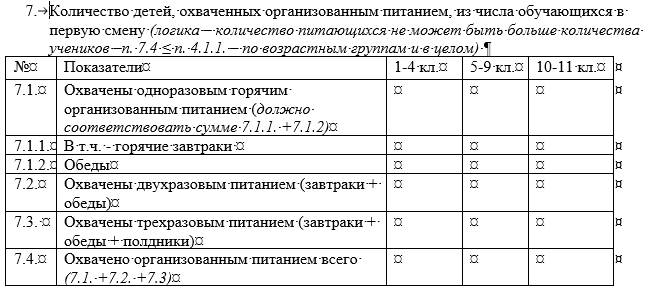 7. Количество детей, охваченных организованным питанием, из числа обучающихся в
первую смену (логика – количество питающихся не может быть больше количества
учеников – п. 7.4 ≤ п. 4.1.1. – по возрастным группам и в целом) ¶
№ Показатели 1-4 кл. 5-9 кл. 10-11 кл.
7.1. Охвачены одноразовым горячим
организованным питанием (должно
соответствовать сумме 7.1.1. +7.1.2)
7.1.1. В т.ч. - горячие завтраки
7.1.2. Обеды
7.2. Охвачены двухразовым питанием (завтраки +
обеды)
7.3. Охвачены трехразовым питанием (завтраки +
обеды + полдники)
7.4. Охвачено организованным питанием всего
(7.1. +7.2. +7.3)